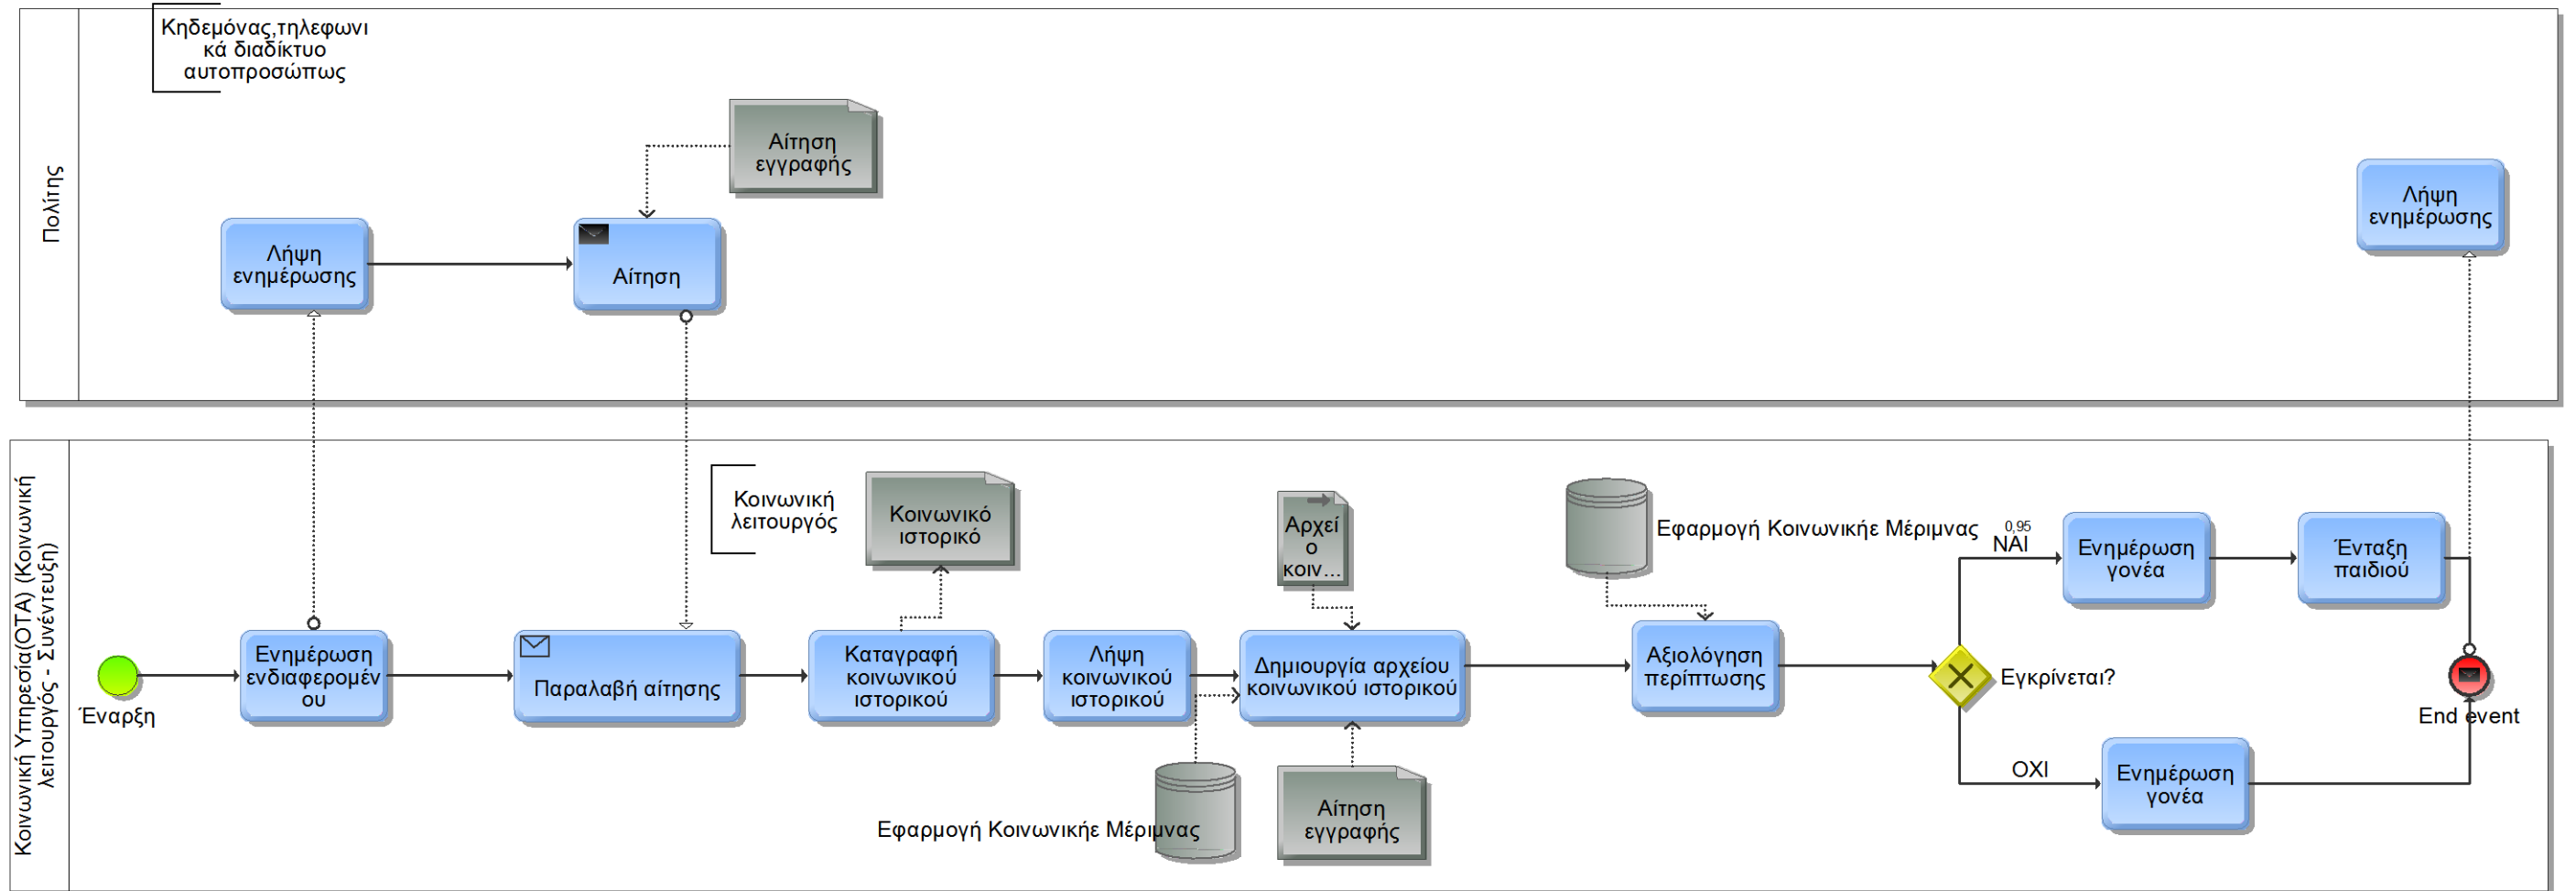 Κηδεμόνας,τηλεφωνι
κά διαδίκτυο
αυτοπροσώπως
Πολίτης
Αίτηση
εγγραφής
Λήψη
ενημέρωσης
Αίτηση
Λήψη
ενημέρωσης
Κοινωνική Υπηρεσία(ΟΤΑ) (Κοινωνική
λειτουργός - Συνέντευξη)
Έναρξη
Ενημέρωση
ενδιαφερομέν
ου
Παραλαβή αίτησης
Κοινωνική
λειτουργός
Κοινωνικό
ιστορικό
Καταγραφή
κοινωνικού
ιστορικού
Λήψη
κοινωνικού
ιστορικού
Αρχεί
ο
κοιν...
Δημιουργία αρχείου
κοινωνικού ιστορικού
Εφαρμογή Κοινωνικήε Μέριμνας
Αίτηση
εγγραφής
Εφαρμογή Κοινωνικήε Μέριμνας
Αξιολόγηση
περίπτωσης
Εγκρίνεται?
0,95
ΝΑΙ
Ενημέρωση
γονέα
Ένταξη
παιδιού
ΟΧΙ
Ενημέρωση
γονέα
End event